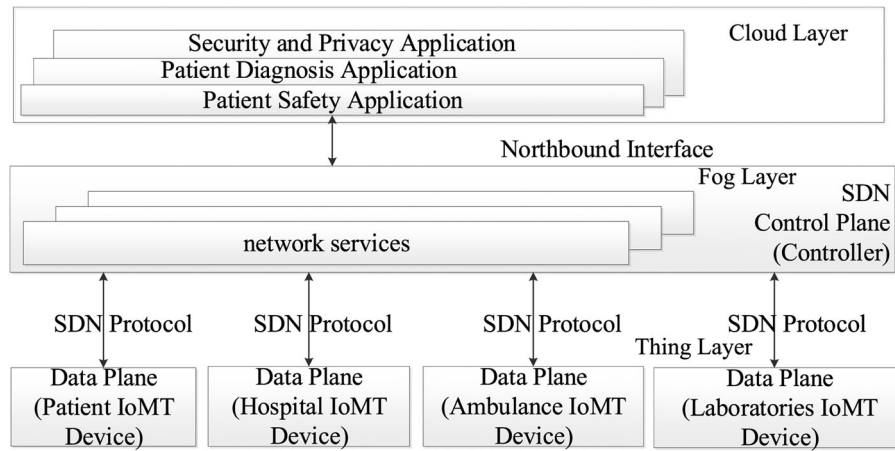 Cloud Layer
Security and Privacy Application
Patient Diagnosis Application
Patient Safety Application
Northbound Interface
Fog Layer
SDN
Control Plane
(Controller)
network services
SDN Protocol
SDN Protocol
SDN Protocol
SDN Protocol
Thing Layer
Data Plane
(Patient IoMT
Device)
Data Plane
(Hospital IoMT
Device)
Data Plane
(Ambulance IoMT
Device)
Data Plane
(Laboratories IoMT
Device)